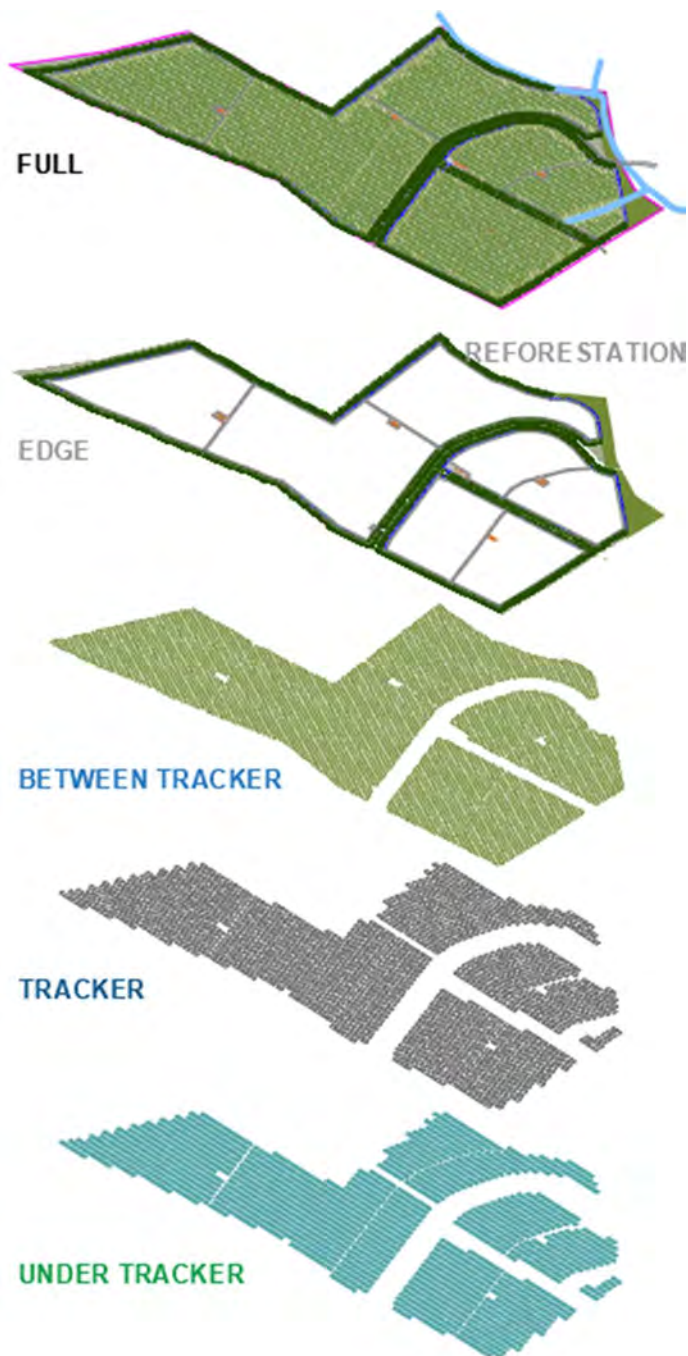 FULL
REFORESTATION
EDGE
BETWEEN TRACKER
TRACKER
UNDER TRACKER